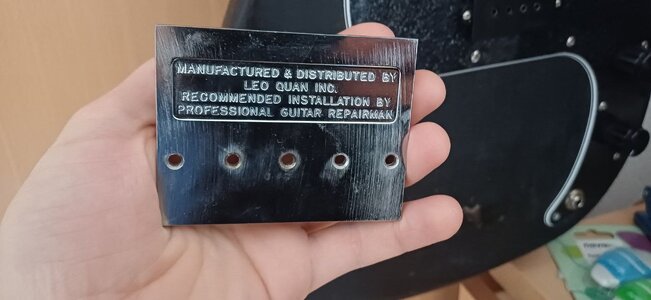 MANUFACTURED & DISTRIBUTED BY
LEO QUAN INC.
RECOMMENDED INSTALLATION BY
PROFESSIONAL GUITAR REPAIRMAN